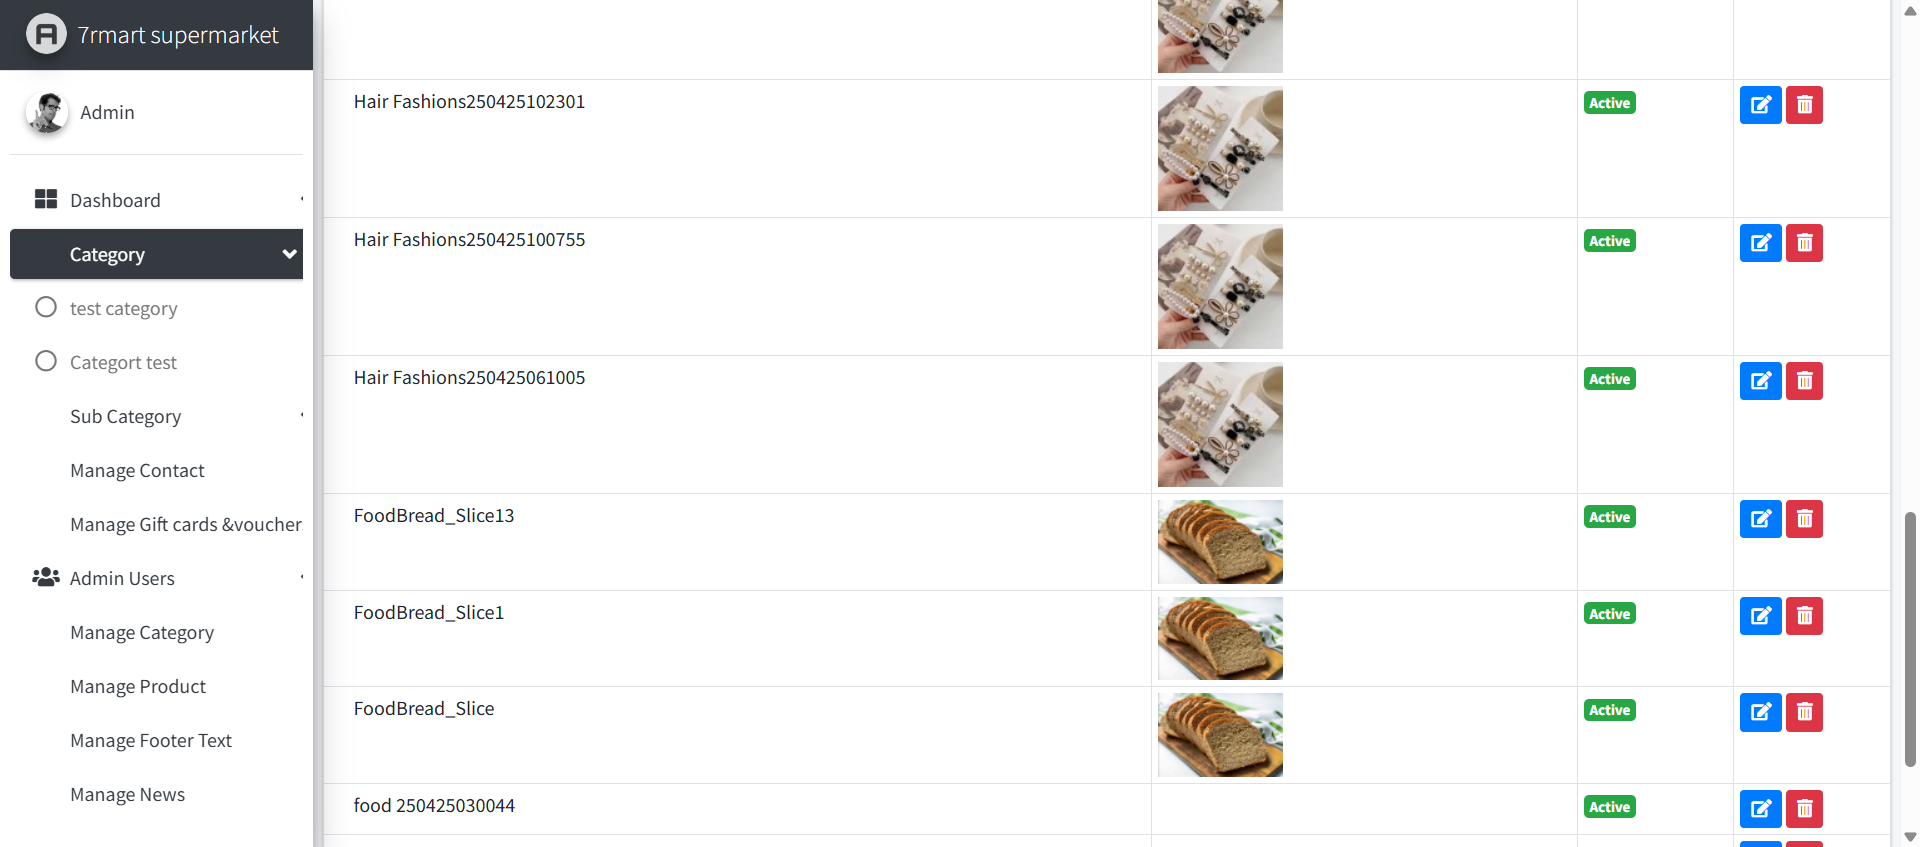 7rmart supermarket
Admin
Dashboard
Category
test category
Categort test
Sub Category
Manage Contact
Manage Gift cards &voucher
Admin Users
Manage Category
Manage Product
Manage Footer Text
Manage News
Hair Fashions250425102301 Active
Hair Fashions250425100755 Active
Hair Fashions250425061005 Active
FoodBread_Slice13 Active
FoodBread_Slice1 Active
FoodBread_Slice Active
food 250425030044 Active